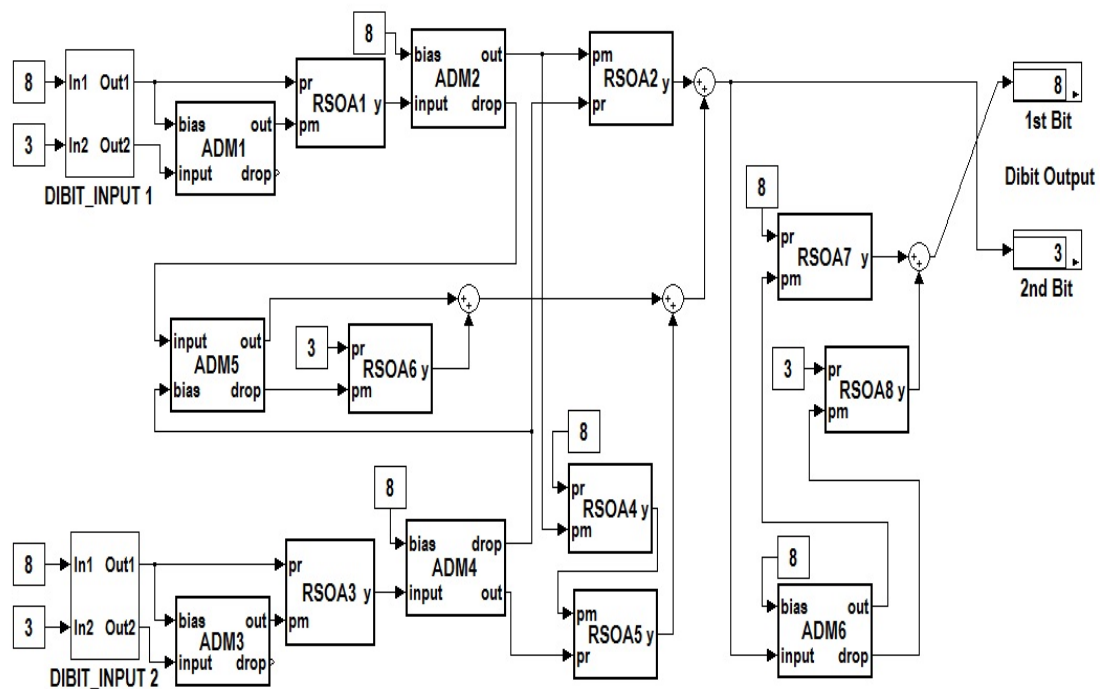 8
In1 Out1
3
In2 Out2
DIBIT_INPUT 1
bias out
ADM1
input drop
pr
RSOA1
y
pm
8
bias out
ADM2
input drop
pm
RSOA2
y
pr
++
8
1st Bit
Dibit Output
3
2nd Bit
8
pr
RSOA7 y
pm
++
input out
ADM5
bias drop
3
pr
RSOA6 y
pm
++
++
3
pr
RSOA8 y
pm
8
pr
RSOA4 y
pm
8
In1 Out1
3
In2 Out2
DIBIT_INPUT 2
bias out
ADM3
input drop
pr
RSOA3 y
pm
8
bias drop
ADM4
input out
pm
RSOA5 y
pr
8
bias out
ADM6
input drop